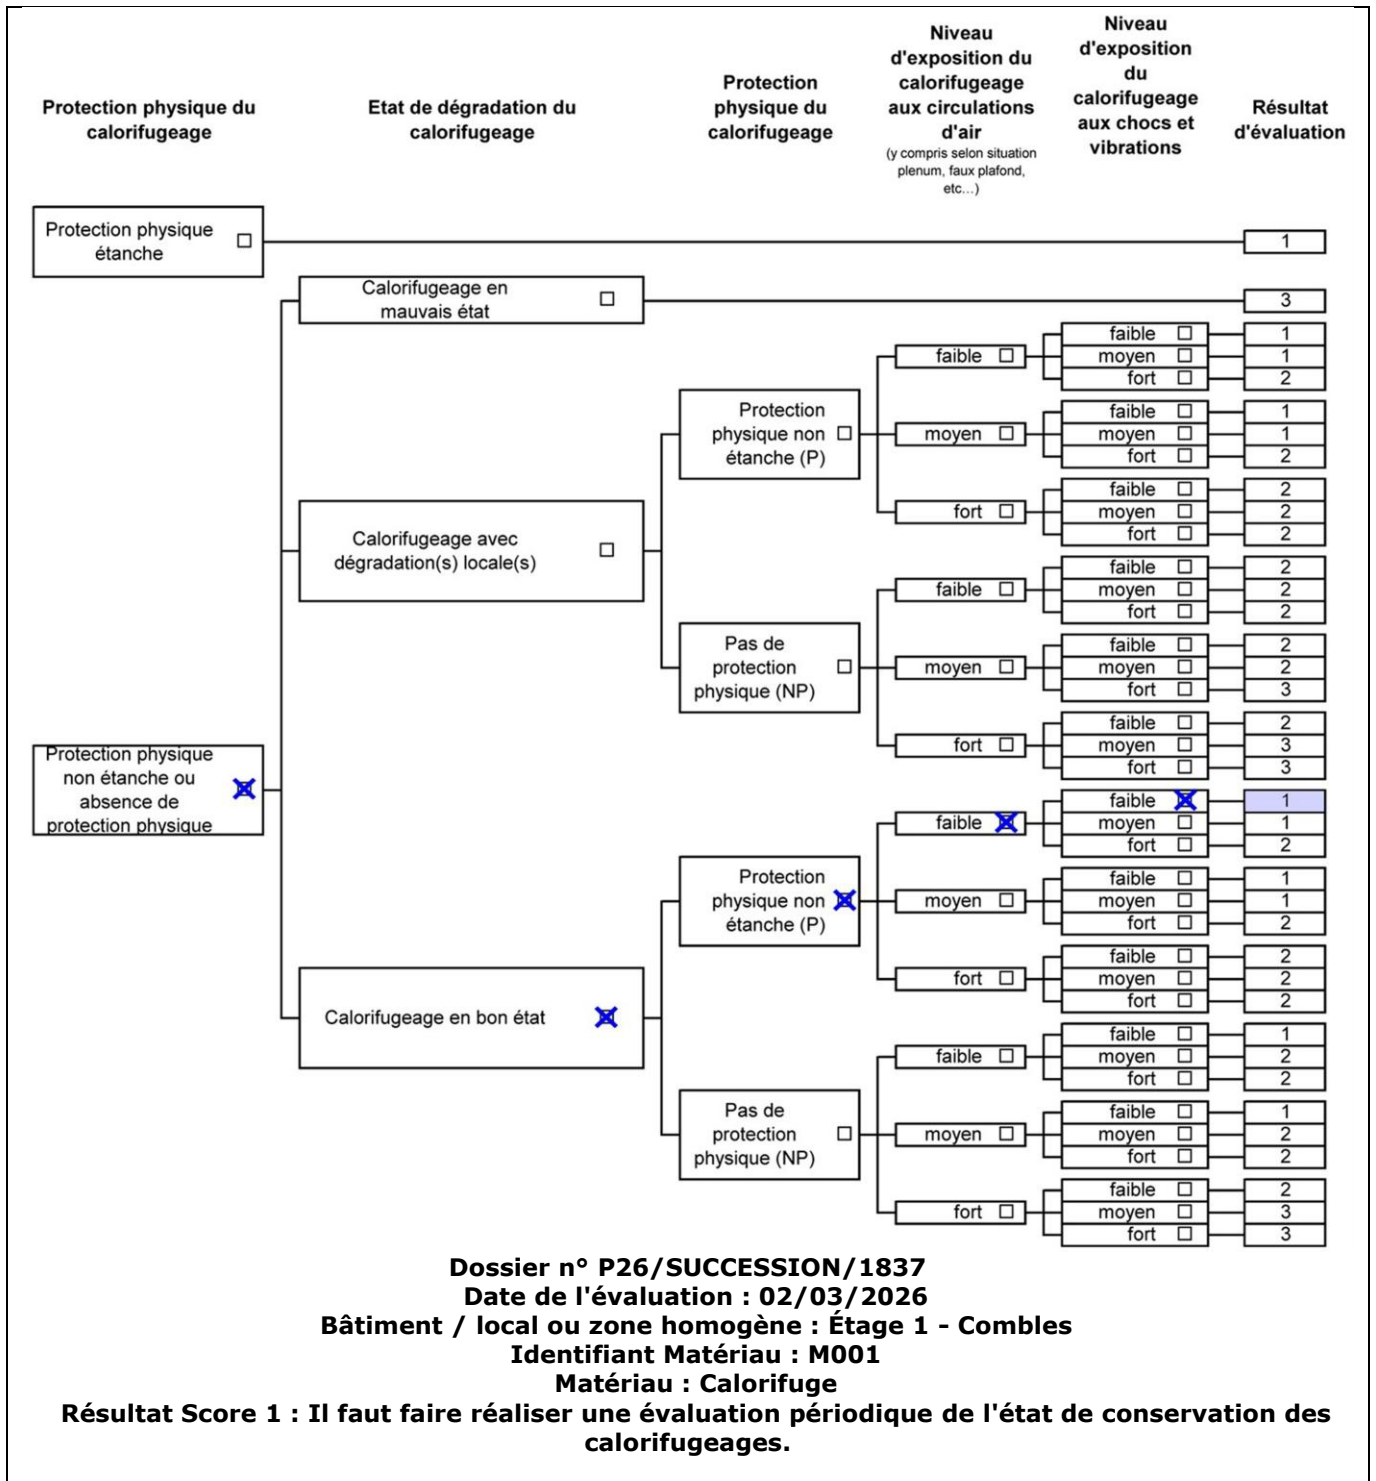 Protection physique du
calorifugeage
Etat de dégradation du
calorifugeage
Protection
physique du
calorifugeage
Niveau
d'exposition du
calorifugeage
aux circulations
d'air
(y compris selon situation
plenum, faux plafond,
etc...)
Niveau
d'exposition
du
calorifugeage
aux chocs et
vibrations
Résultat
d'évaluation
Protection physique
étanche
1
Calorifugeage en
mauvais état
3
Calorifugeage avec
dégradation(s) locale(s)
Protection
physique non
étanche (P)
faible
faible 1
moyen 1
fort 2
moyen
faible 1
moyen 1
fort 2
fort
faible 2
moyen 2
fort 2
Pas de
protection
physique (NP)
faible
faible 2
moyen 2
fort 2
moyen
faible 2
moyen 2
fort 3
fort
faible 2
moyen 3
fort 3
Protection physique
non étanche ou
absence de
protection physique
Calorifugeage en bon état
Protection
physique non
étanche (P)
faible
faible 1
moyen 1
fort 2
moyen
faible 1
moyen 1
fort 2
fort
faible 2
moyen 2
fort 2
Pas de
protection
physique (NP)
faible
faible 1
moyen 2
fort 2
moyen
faible 1
moyen 2
fort 2
fort
faible 2
moyen 3
fort 3
Dossier n° P26/SUCCESSION/1837
Date de l'évaluation : 02/03/2026
Bâtiment / local ou zone homogène : Étage 1 - Combles
Identifiant Matériau : M001
Matériau : Calorifuge
Résultat Score 1 : Il faut faire réaliser une évaluation périodique de l'état de conservation des
calorifugeages.